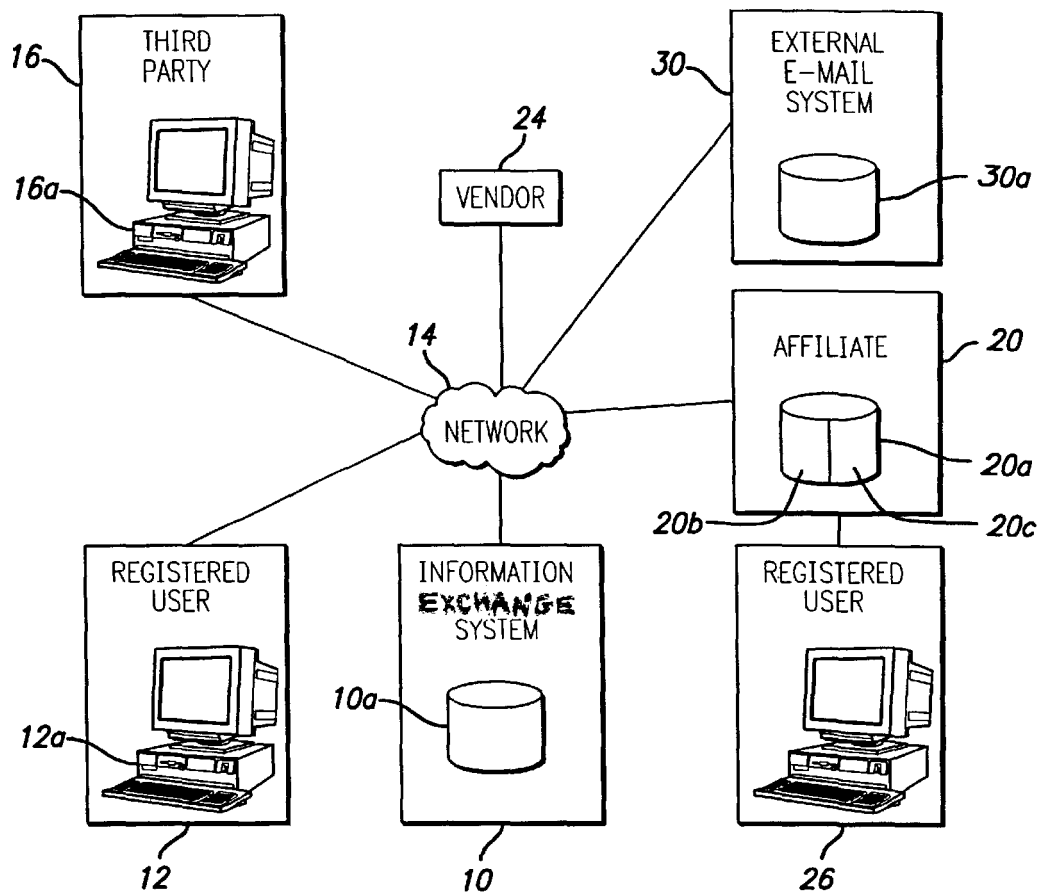 16
THIRD
PARTY
16a
24
VENDOR
30
EXTERNAL
E-MAIL
SYSTEM
30a
14
NETWORK
AFFILIATE
20
20a
20b
20c
REGISTERED
USER
12a
12
INFORMATION
EXCHANGE
SYSTEM
10a
10
REGISTERED
USER
26